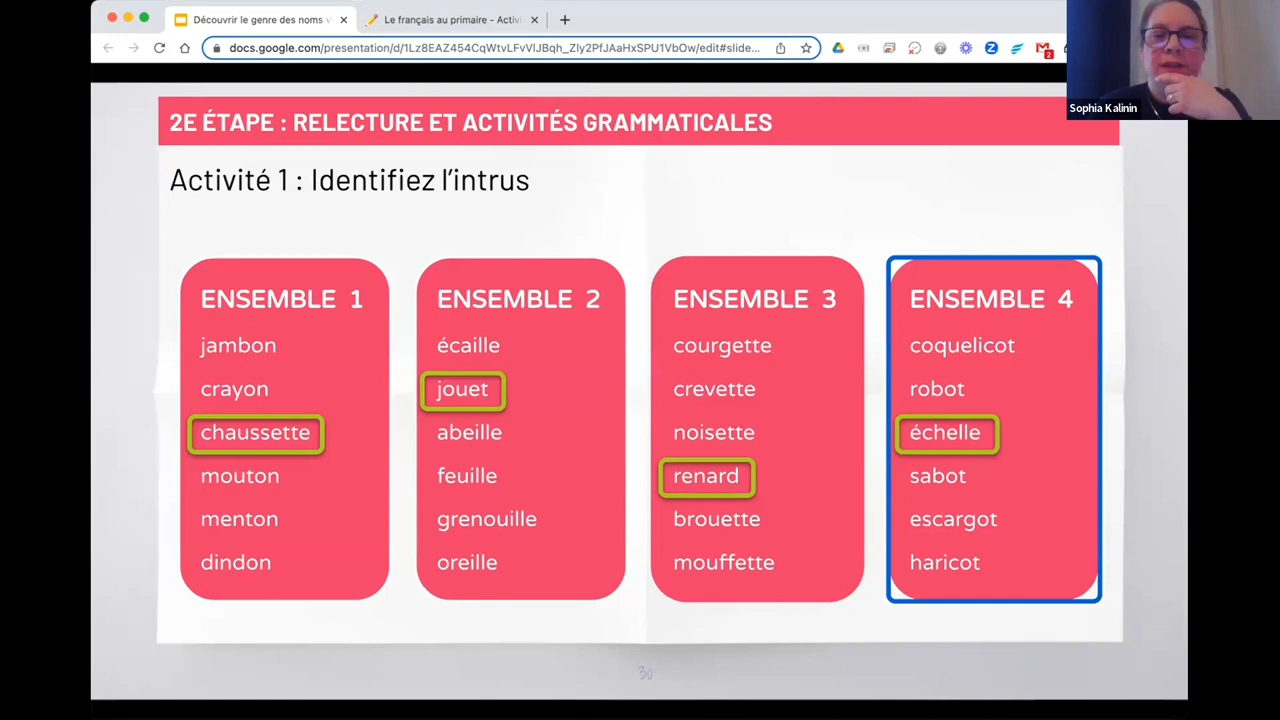 Découvrir le genre des noms vi
Le français au primaire - Activi
docs.google.com/presentation/d/1Lz8EAZ454CqWtvLFvVlJBqh_Zly2PfJAaHxSPU1VbOw/edit#slide...
2
Sophia Kalinin
2E ÉTAPE : RELECTURE ET ACTIVITÉS GRAMMATICALES
Activité 1 : Identifiez l'intrus
ENSEMBLE 1
jambon
crayon
chaussette
mouton
menton
dindon
ENSEMBLE 2
écaille
jouet
abeille
feuille
grenouille
oreille
ENSEMBLE 3
courgette
crevette
noisette
renard
brouette
mouffette
ENSEMBLE 4
coquelicot
robot
échelle
sabot
escargot
haricot
30